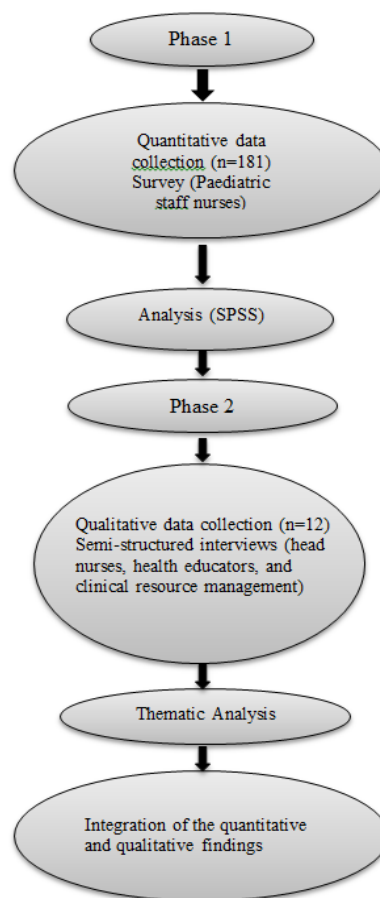 Phase 1
Quantitative data
collection (n=181)
Survey (Paediatric
staff nurses)
Analysis (SPSS)
Phase 2
Qualitative data collection (n=12)
Semi-structured interviews (head
nurses, health educators, and
clinical resource management)
Thematic Analysis
Integration of the quantitative
and qualitative findings